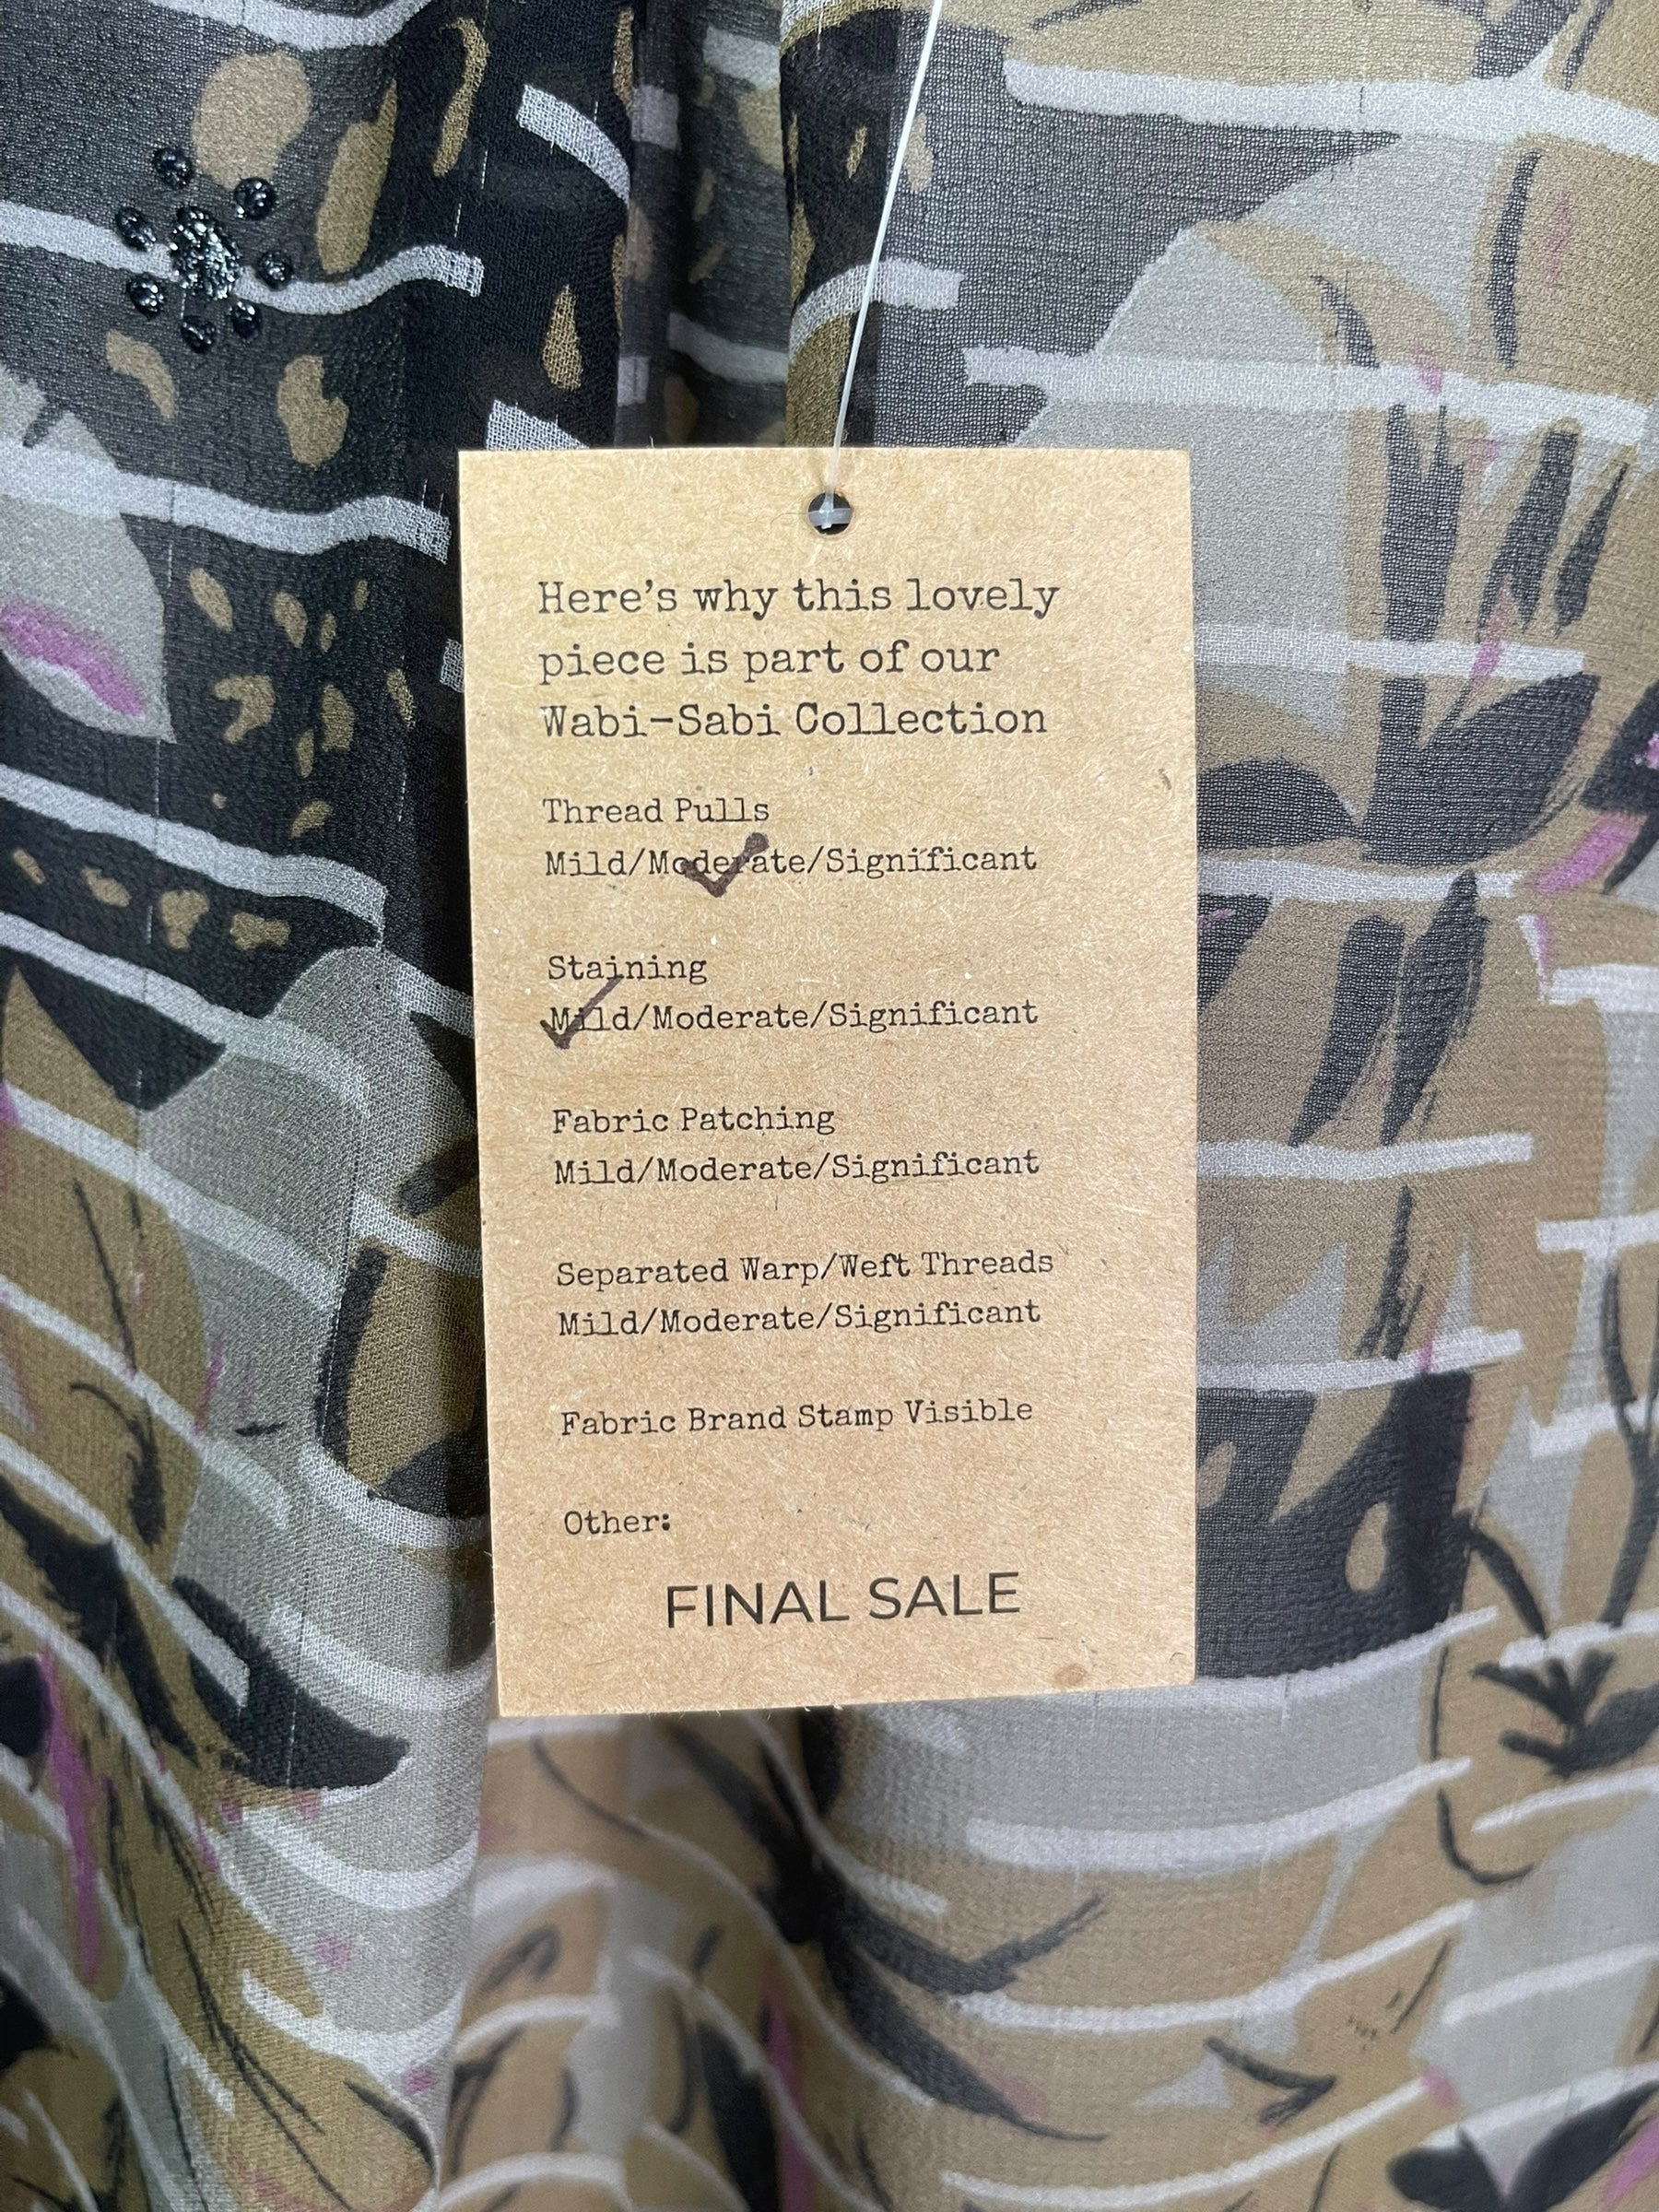 Here's why this lovely
piece is part of our
Wabi-Sabi Collection
Thread Pulls
Mild/Moderate/Significant
Staining
Mild/Moderate/Significant
Fabric Patching
Mild/Moderate/Significant
Separated Warp/Weft Threads
Mild/Moderate/Significant
Fabric Brand Stamp Visible
Other:
FINAL SALE